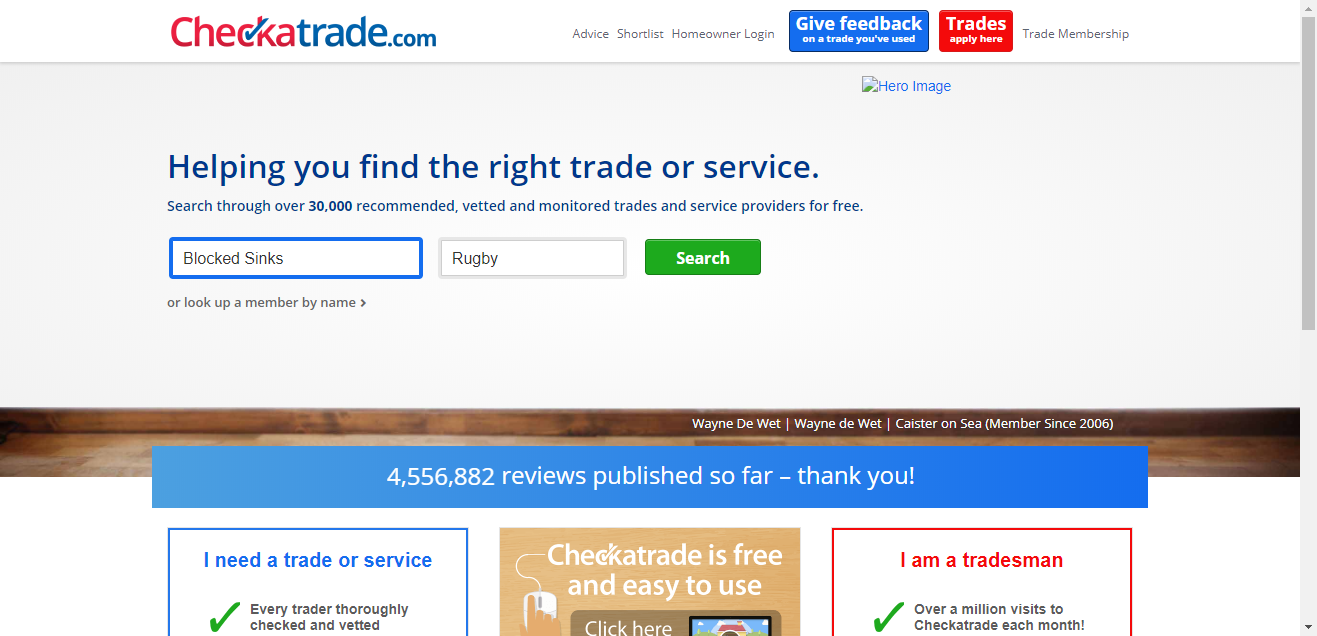 Checkatrade.com
Advice Shortlist Homeowner Login
Give feedback
on a trade you've used
Trades
apply here
Trade Membership
Hero Image
Helping you find the right trade or service.
Search through over 30,000 recommended, vetted and monitored trades and service providers for free.
Blocked Sinks
Rugby
Search
or look up a member by name >
Wayne De Wet | Wayne de Wet | Caister on Sea (Member Since 2006)
4,556,882 reviews published so far – thank you!
I need a trade or service
Every trader thoroughly
checked and vetted
Checkatrade is free
and easy to use
Click here
I am a tradesman
Over a million visits to
Checkatrade each month!